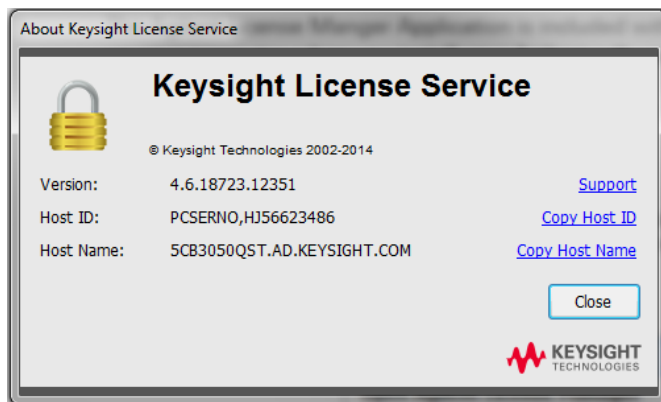 About Keysight License Service
Keysight License Service
© Keysight Technologies 2002-2014
Version: 4.6.18723.12351 Support
Host ID: PCSERNO,HJ56623486 Copy Host ID
Host Name: 5CB3050QST.AD.KEYSIGHT.COM Copy Host Name
Close
KEYSIGHT
TECHNOLOGIES